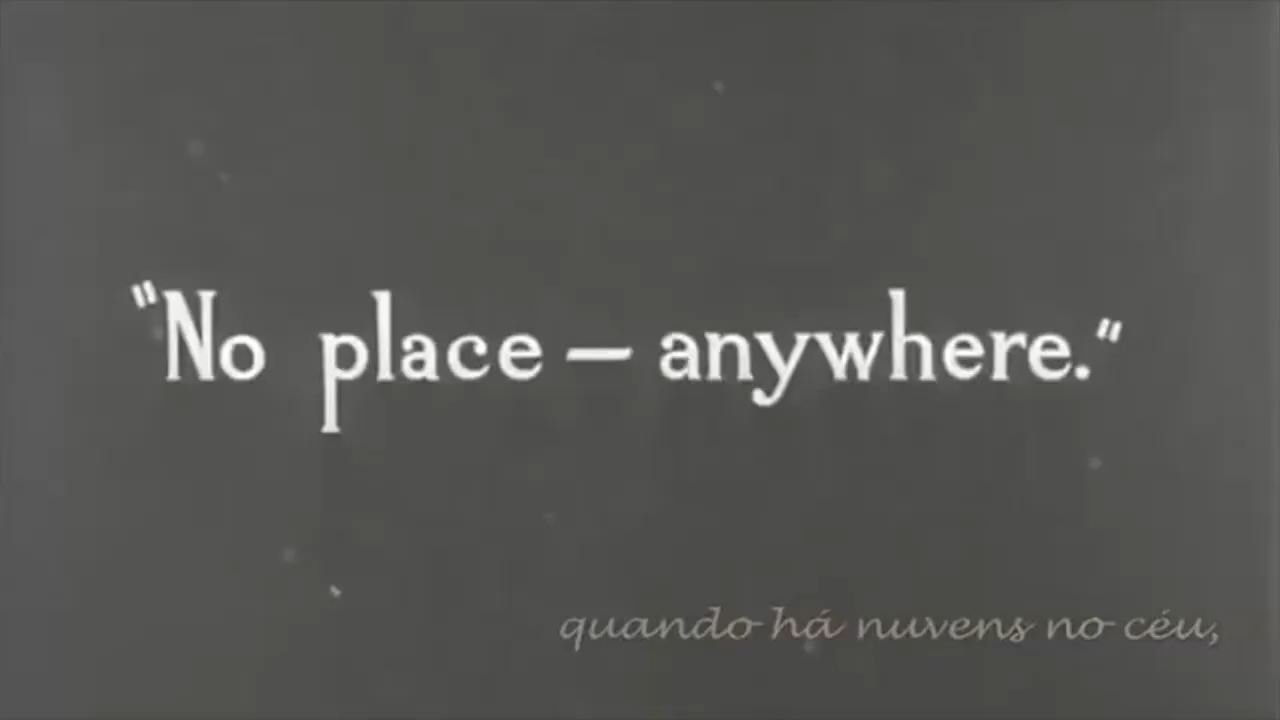 "No place — anywhere."
quando há nuvens no céu,